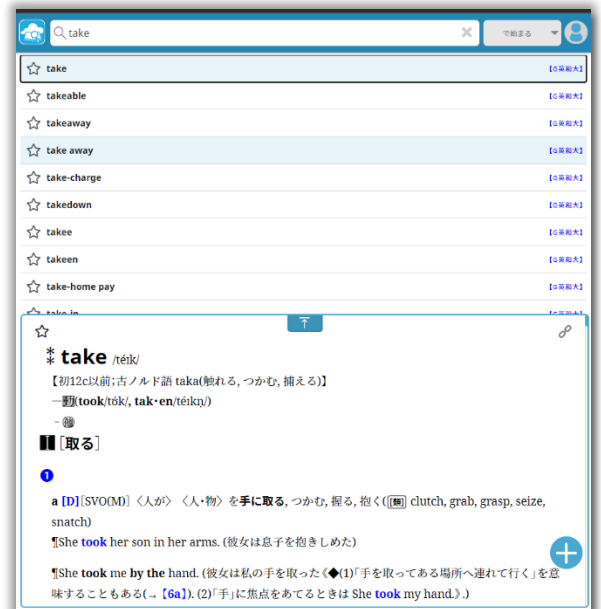 take
で始まる
take 【G英和大】
takeable 【G英和大】
takeaway 【G英和大】
take away 【G英和大】
take-charge 【G英和大】
takedown 【G英和大】
takee 【G英和大】
takeen 【G英和大】
take-home pay 【G英和大】
take-in 【G英和大】
⁑ take /téɪk/
【初12c以前;古ノルド語 taka(触れる, つかむ, 捕える)】
―動(took/tʊ́k/, tak・en/téɪkn̩/)
- 他
I [取る]
❶
a [D][SVO(M)]〈人が〉〈人・物〉を手に取る, つかむ, 握る, 抱く([類] clutch, grab, grasp, seize,
snatch)
¶She took her son in her arms. (彼女は息子を抱きしめた)
¶She took me by the hand. (彼女は私の手を取った《◆(1)「手を取ってある場所へ連れて行く」を意
味することもある(→【6a】). (2)「手」に焦点をあてるときは She took my hand.》.)